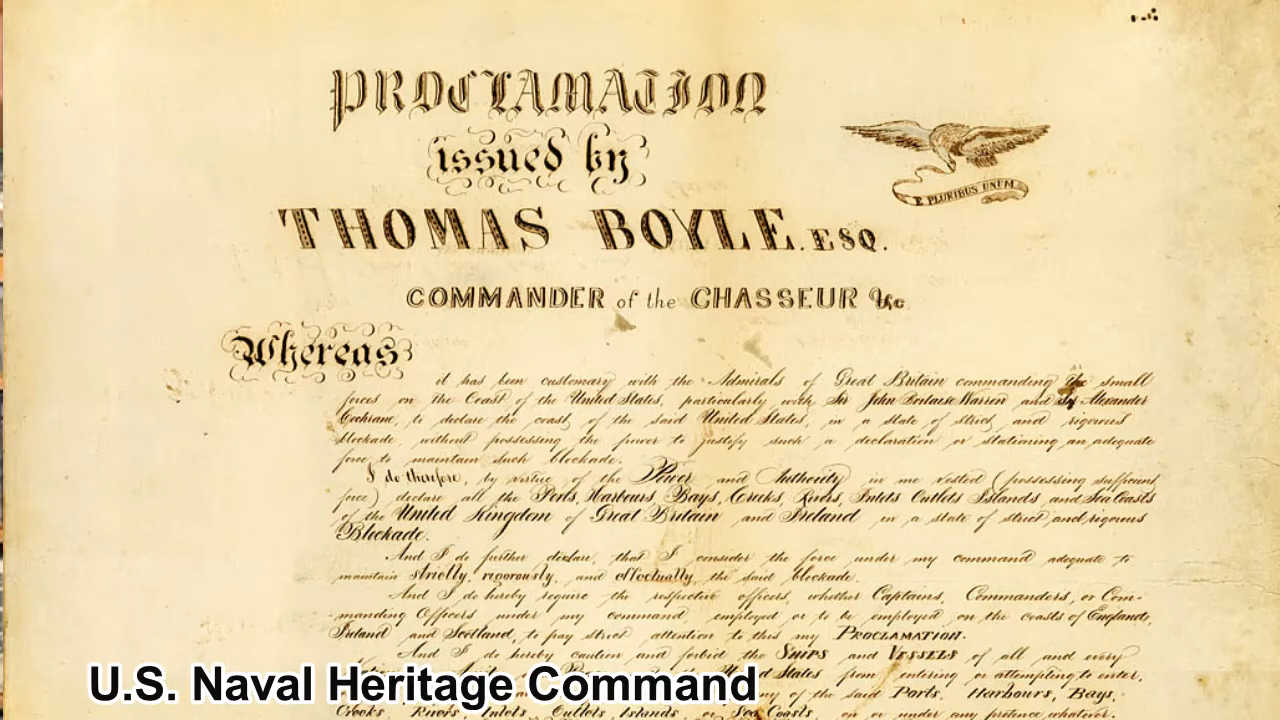 PROCLAMATION
issued by
THOMAS BOYLE. ESQ.
E PLURIBUS UNUM
COMMANDER of the CHASSEUR &c
Whereas
it has been customary with the Admirals of Great Britain commanding the small
forces on the Coast of the United States, particularly with Sir John Borlaise Warren and Sir Alexander
Cochrane, to declare the coast of the said United States, in a state of strict and rigorous
blockade, without possessing the power to justify such a declaration or stationing an adequate
force to maintain such blockade.
I do therefore, by virtue of the Power and Authority in me vested (possessing sufficient
force) declare all the Ports, Harbours Bays, Creeks, Rivers, Inlets Outlets Islands and Sea Coasts
of the United Kingdom of Great Britain and Ireland in a state of strict and rigorous
Blockade.
And I do further declare, that I consider the force under my command adequate to
maintain strictly, rigorously, and effectually the said blockade.
And I do hereby require the respective officers, whether Captains, Commanders, or Com-
manding Officers under my command employed or to be employed on the coasts of England,
Ireland and Scotland, to pay strict attention to this my PROCLAMATION.
And I do hereby caution and forbid the SHIPS and VESSELS of all and every
States from entering or attempting to enter,
of the said Ports, Harbours, Bays,
Creeks, Rivers, Inlets, Outlets, Islands, or Sea Coasts, on or under any pretence whatever.
U.S. Naval Heritage Command